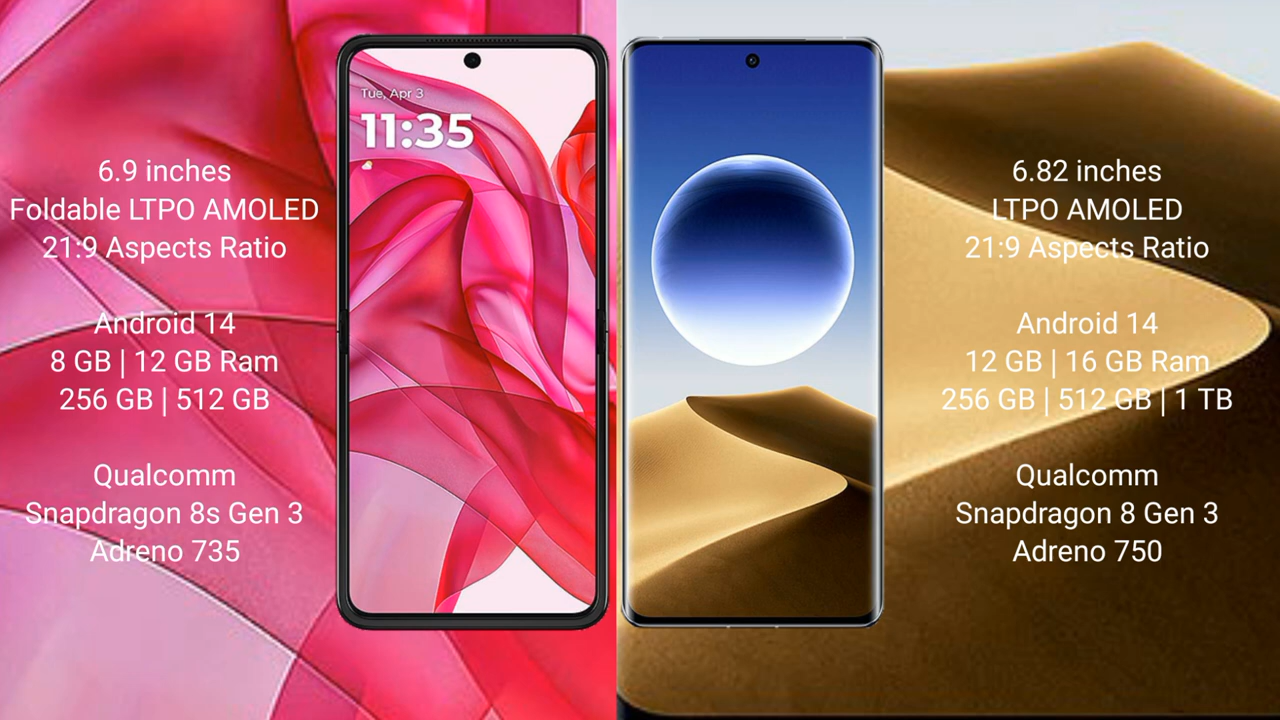 6.9 inches
Foldable LTPO AMOLED
21:9 Aspects Ratio
Android 14
8 GB | 12 GB Ram
256 GB | 512 GB
Qualcomm
Snapdragon 8s Gen 3
Adreno 735
Tue, Apr 3
11:35
6.82 inches
LTPO AMOLED
21:9 Aspects Ratio
Android 14
12 GB | 16 GB Ram
256 GB | 512 GB | 1 TB
Qualcomm
Snapdragon 8 Gen 3
Adreno 750